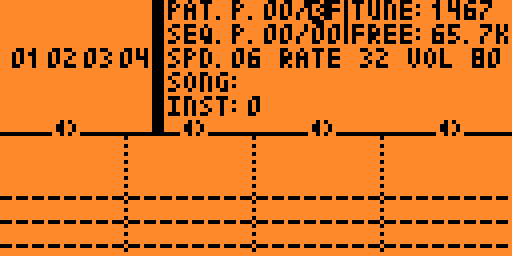 PAT. P. 00/ TUNE: 1467
SEQ. P. 00/00 FREE: 65.7K
01 02 03 04 SPD. 06 RATE 32 VOL 80
SONG:
INST: 0